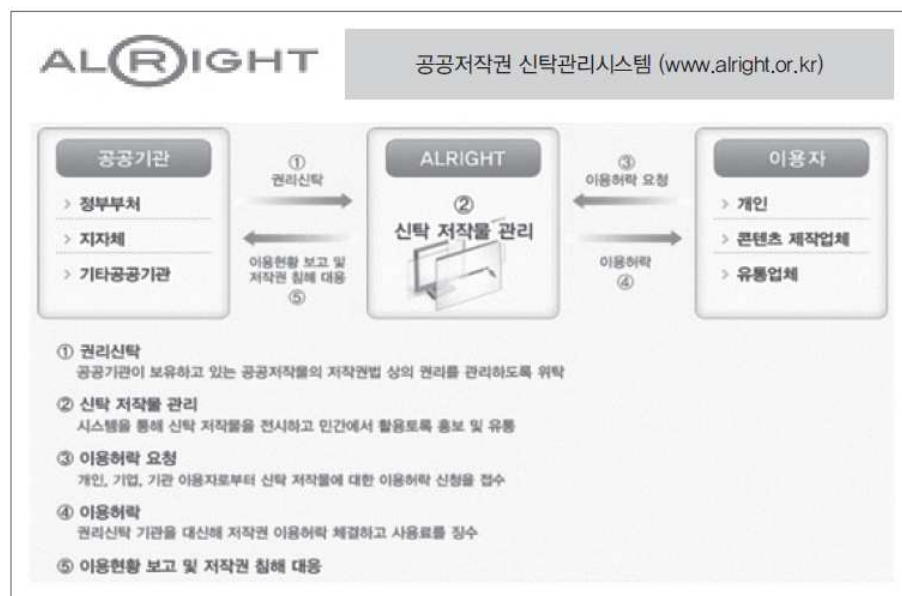 ALRIGHT
공공저작권 신탁관리시스템 (www.alright.or.kr)
공공기관
> 정부부처
> 지자체
> 기타공공기관
①
권리신탁
이용현황 보고 및
저작권 침해 대응
⑤
ALRIGHT
②
신탁 저작물 관리
③
이용허락 요청
이용허락
④
이용자
> 개인
> 콘텐츠 제작업체
> 유통업체
① 권리신탁
공공기관이 보유하고 있는 공공저작물의 저작권법 상의 권리를 관리하도록 위탁
② 신탁 저작물 관리
시스템을 통해 신탁 저작물을 전시하고 민간에서 활용토록 홍보 및 유통
③ 이용허락 요청
개인, 기업, 기관 이용자로부터 신탁 저작물에 대한 이용허락 신청을 접수
④ 이용허락
권리신탁 기관을 대신해 저작권 이용허락 체결하고 사용료를 징수
⑤ 이용현황 보고 및 저작권 침해 대응